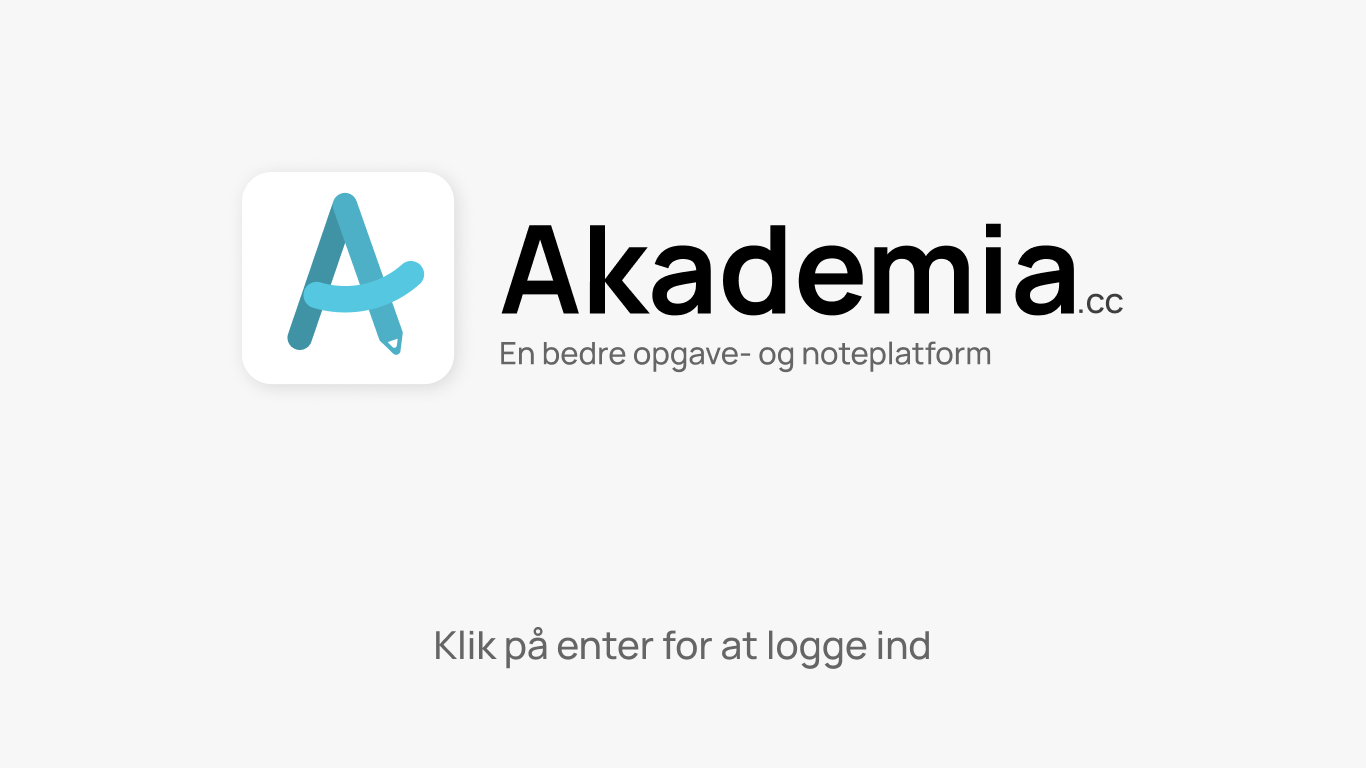 Akademia.cc
En bedre opgave- og noteplatform
Klik på enter for at logge ind